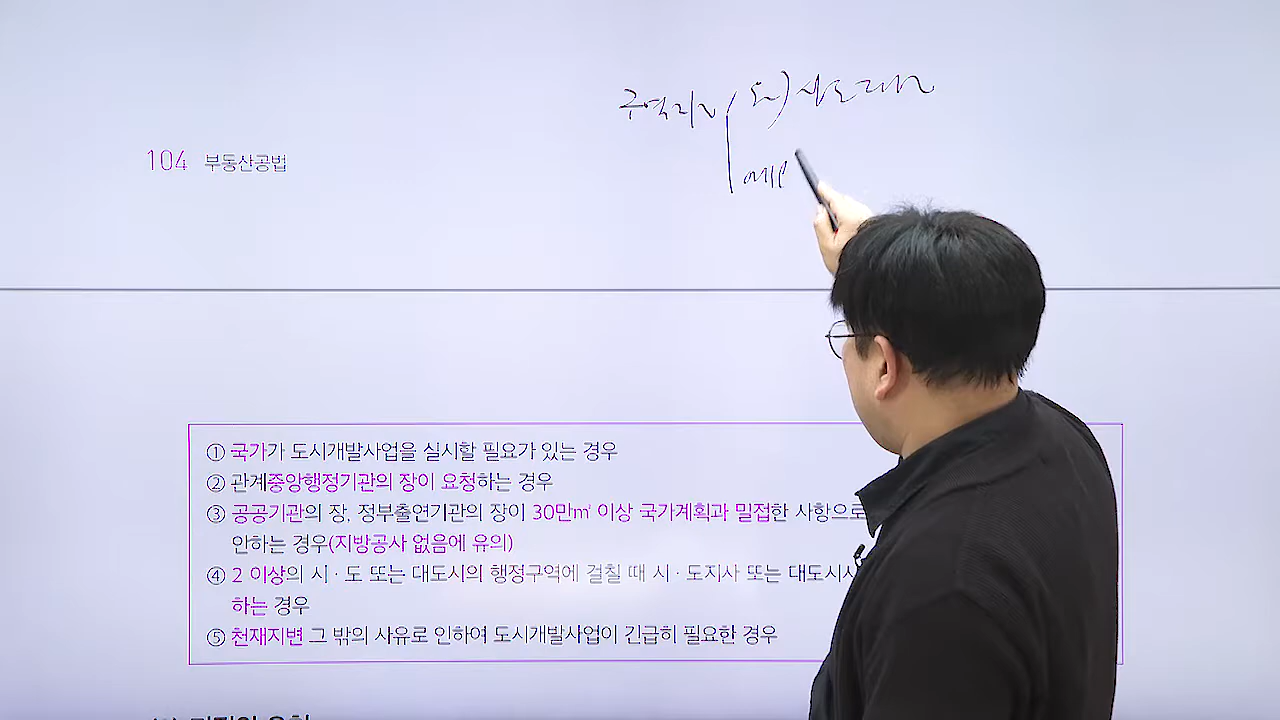 104 부동산공법
① 국가가 도시개발사업을 실시할 필요가 있는 경우
② 관계중앙행정기관의 장이 요청하는 경우
③ 공공기관의 장, 정부출연기관의 장이 30만㎡ 이상 국가계획과 밀접한 사항으로
안하는 경우(지방공사 없음에 유의)
④ 2 이상의 시·도 또는 대도시의 행정구역에 걸칠 때 시·도지사 또는 대도시시
하는 경우
⑤ 천재지변 그 밖의 사유로 인하여 도시개발사업이 긴급히 필요한 경우